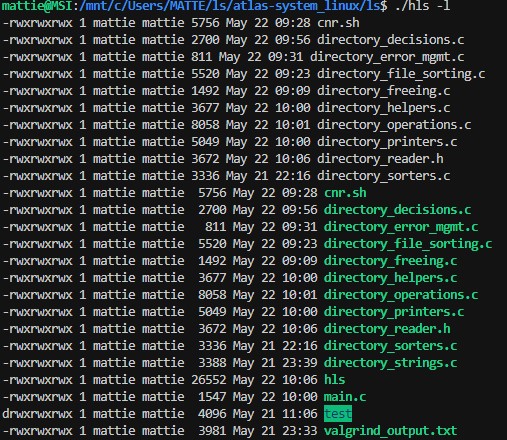 mattie@MSI:/mnt/c/Users/MATTE/ls/atlas-system_linux/ls$ ./hls -l
-rwxrwxrwx 1 mattie mattie 5756 May 22 09:28 cnr.sh
-rwxrwxrwx 1 mattie mattie 2700 May 22 09:56 directory_decisions.c
-rwxrwxrwx 1 mattie mattie 811 May 22 09:31 directory_error_mgmt.c
-rwxrwxrwx 1 mattie mattie 5520 May 22 09:23 directory_file_sorting.c
-rwxrwxrwx 1 mattie mattie 1492 May 22 09:09 directory_freeing.c
-rwxrwxrwx 1 mattie mattie 3677 May 22 10:00 directory_helpers.c
-rwxrwxrwx 1 mattie mattie 8058 May 22 10:01 directory_operations.c
-rwxrwxrwx 1 mattie mattie 5049 May 22 10:00 directory_printers.c
-rwxrwxrwx 1 mattie mattie 3672 May 22 10:06 directory_reader.h
-rwxrwxrwx 1 mattie mattie 3336 May 21 22:16 directory_sorters.c
-rwxrwxrwx 1 mattie mattie  5756 May 22 09:28 cnr.sh
-rwxrwxrwx 1 mattie mattie  2700 May 22 09:56 directory_decisions.c
-rwxrwxrwx 1 mattie mattie   811 May 22 09:31 directory_error_mgmt.c
-rwxrwxrwx 1 mattie mattie  5520 May 22 09:23 directory_file_sorting.c
-rwxrwxrwx 1 mattie mattie  1492 May 22 09:09 directory_freeing.c
-rwxrwxrwx 1 mattie mattie  3677 May 22 10:00 directory_helpers.c
-rwxrwxrwx 1 mattie mattie  8058 May 22 10:01 directory_operations.c
-rwxrwxrwx 1 mattie mattie  5049 May 22 10:00 directory_printers.c
-rwxrwxrwx 1 mattie mattie  3672 May 22 10:06 directory_reader.h
-rwxrwxrwx 1 mattie mattie  3336 May 21 22:16 directory_sorters.c
-rwxrwxrwx 1 mattie mattie  3388 May 21 23:39 directory_strings.c
-rwxrwxrwx 1 mattie mattie 26552 May 22 10:06 hls
-rwxrwxrwx 1 mattie mattie  1547 May 22 10:00 main.c
drwxrwxrwx 1 mattie mattie  4096 May 21 11:06 test
-rwxrwxrwx 1 mattie mattie  3981 May 21 23:33 valgrind_output.txt